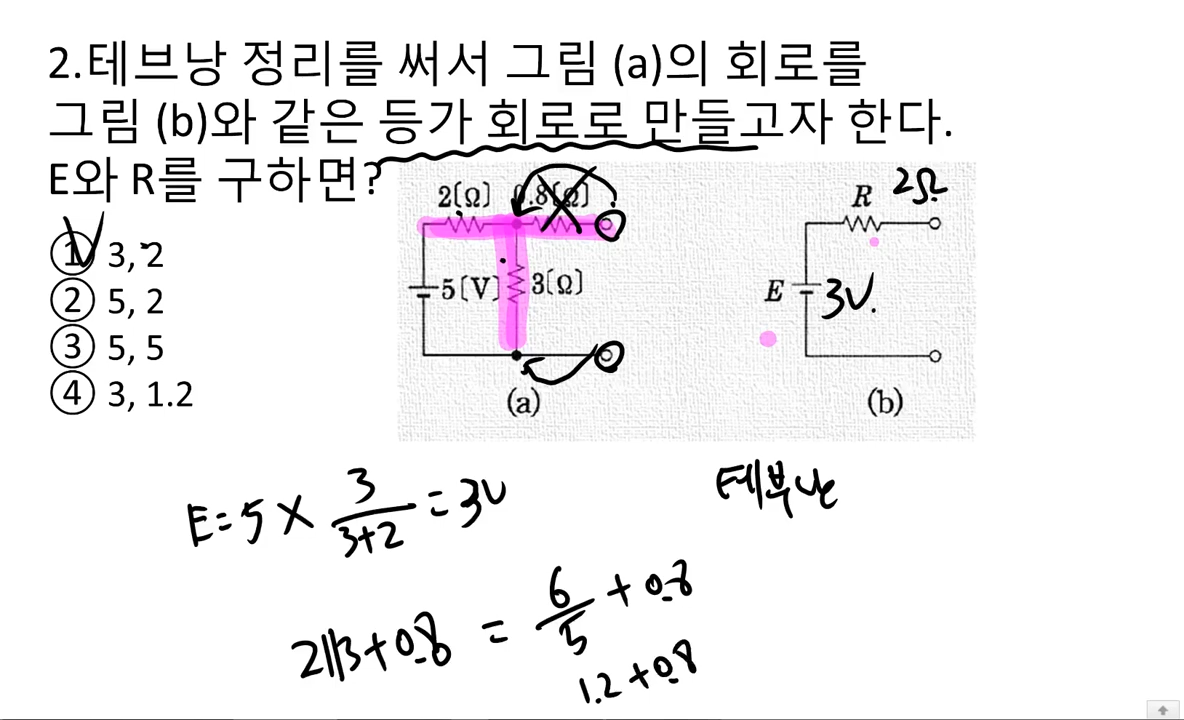 2.테브낭 정리를 써서 그림 (a)의 회로를
그림 (b)와 같은 등가 회로로 만들고자 한다.
E와 R를 구하면?
① 3, 2
② 5, 2
③ 5, 5
④ 3, 1.2
2[Ω] 0.8[Ω]
5[V] 3[Ω]
(a)
R 2Ω
E 3V.
(b)
E = 5 × 3/(3+2) = 3V
테부낭
2||3+0.8 = 6/5 + 0.8
1.2 + 0.8